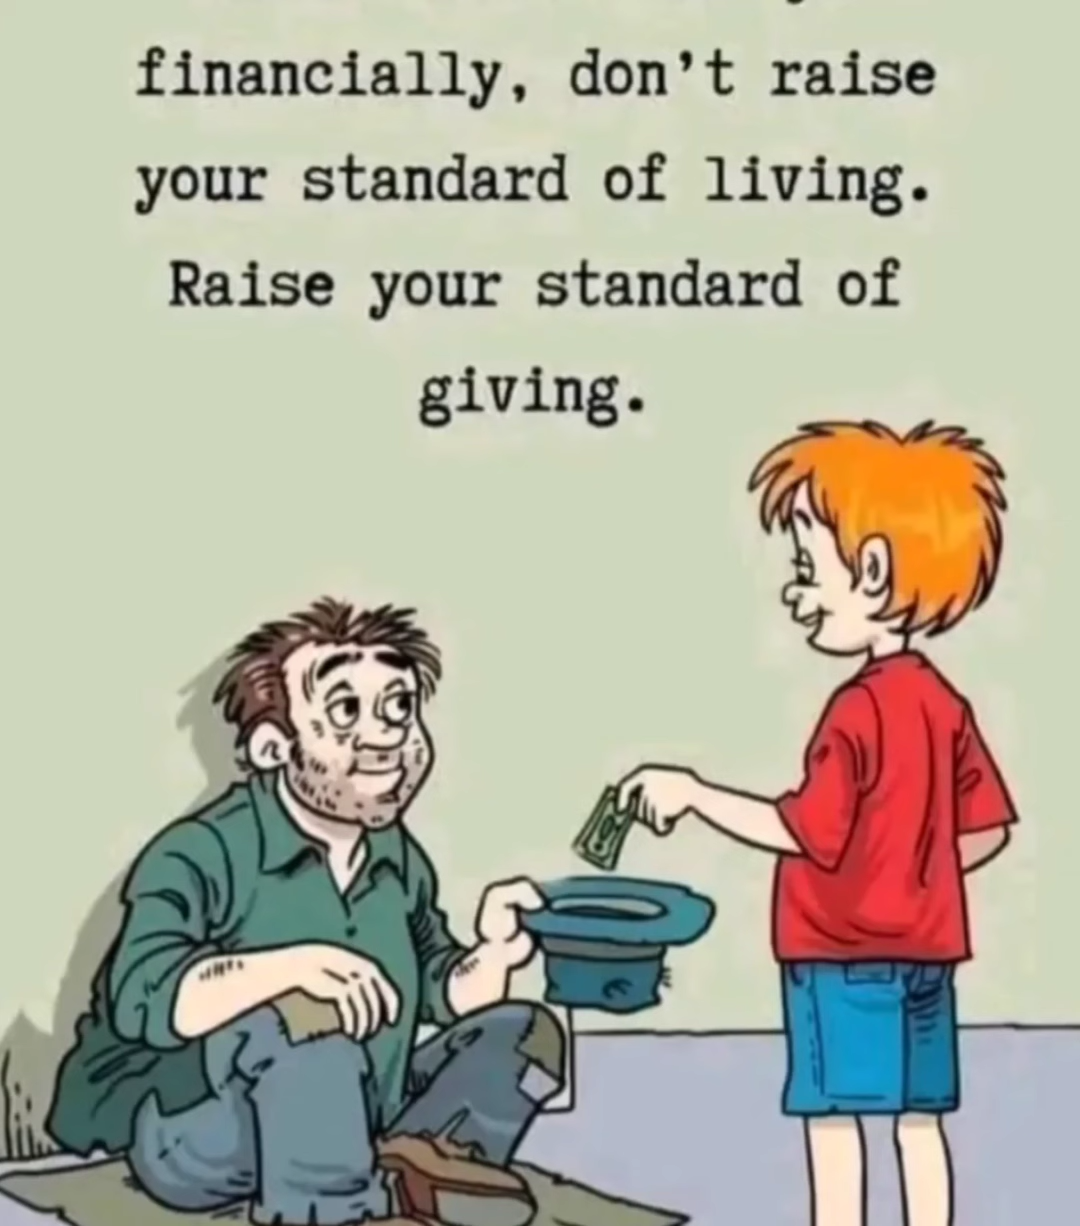 financially, don't raise
your standard of living.
Raise your standard of
giving.